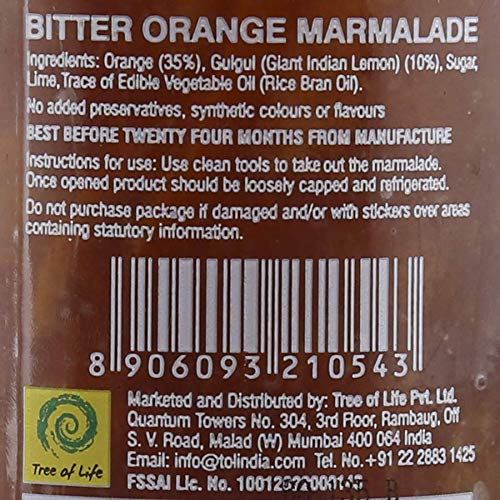 BITTER ORANGE MARMALADE
Ingredients: Orange (35%), Gulgul (Giant Indian Lemon) (10%), Sugar,
Lime, Trace of Edible Vegetable Oil (Rice Bran Oil).
No added preservatives, synthetic colours or flavours
BEST BEFORE TWENTY FOUR MONTHS FROM MANUFACTURE
Instructions for use: Use clean tools to take out the marmalade.
Once opened product should be loosely capped and refrigerated.
Do not purchase package if damaged and/or with stickers over areas
containing statutory information.
8 906093 210543
Marketed and Distributed by: Tree of Life Pvt. Ltd.
Quantum Towers No. 304, 3rd Floor, Rambaug, Off
S. V. Road, Malad (W) Mumbai 400 064 India
Email: info@tolindia.com Tel. No +91 22 2883 1425
FSSAI Lic. No.
Tree of Life